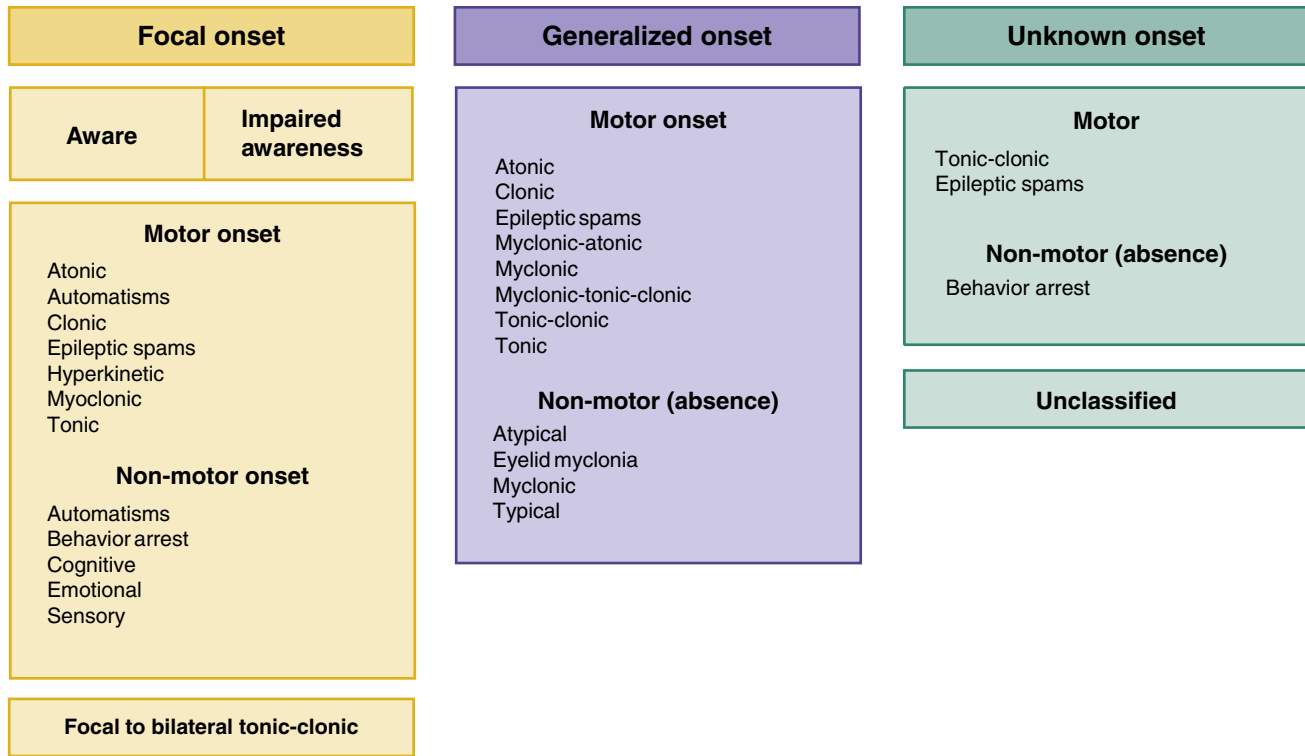 Focal onset
Aware
Impaired
awareness
Motor onset
Atonic
Automatisms
Clonic
Epileptic spams
Hyperkinetic
Myoclonic
Tonic
Non-motor onset
Automatisms
Behavior arrest
Cognitive
Emotional
Sensory
Focal to bilateral tonic-clonic
Generalized onset
Motor onset
Atonic
Clonic
Epileptic spams
Myclonic-atonic
Myclonic
Myclonic-tonic-clonic
Tonic-clonic
Tonic
Non-motor (absence)
Atypical
Eyelid myclonia
Myclonic
Typical
Unknown onset
Motor
Tonic-clonic
Epileptic spams
Non-motor (absence)
Behavior arrest
Unclassified